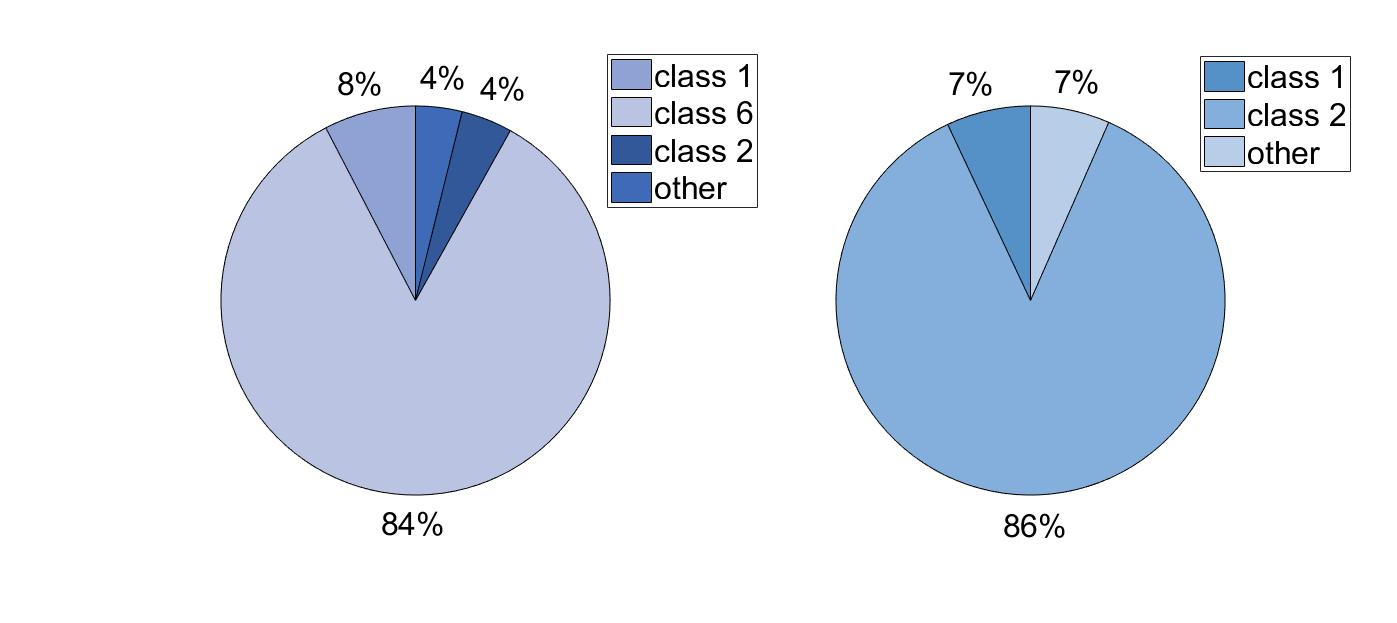 8%
4%
4%
84%
class 1
class 6
class 2
other
7%
7%
86%
class 1
class 2
other